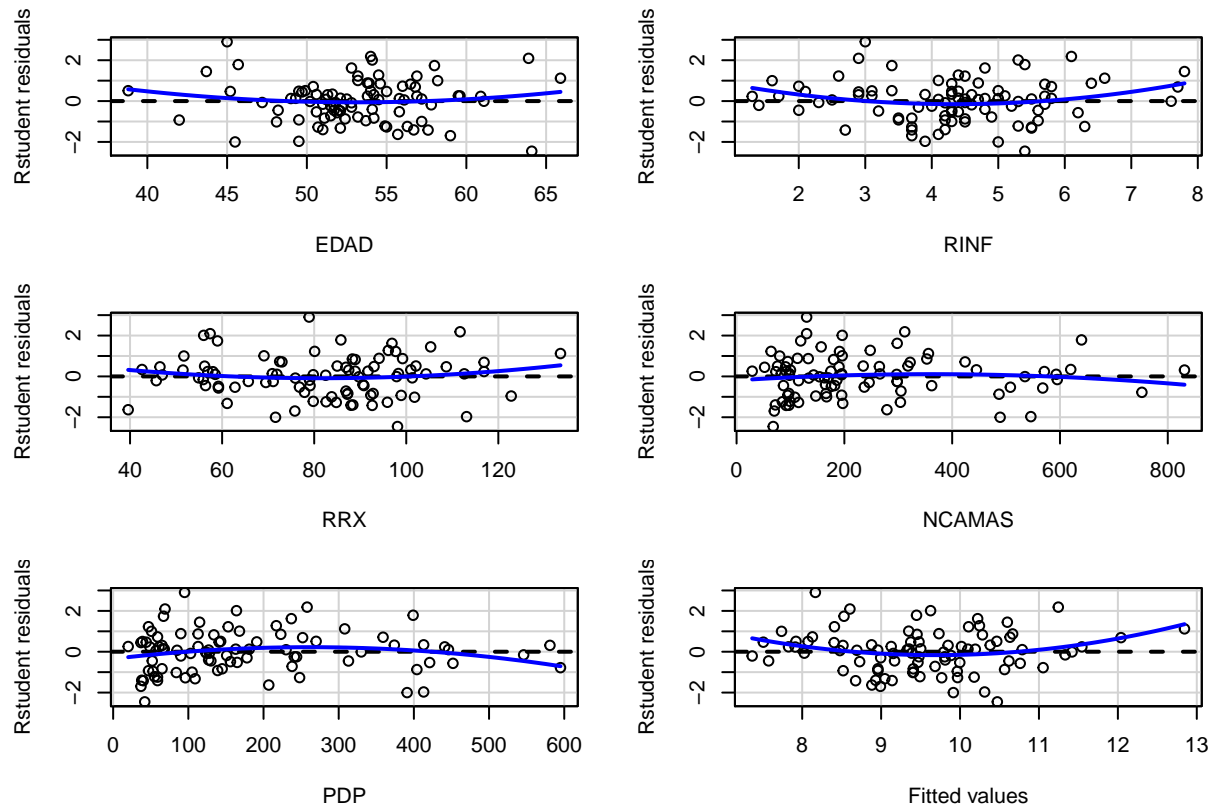 Rstudent residuals
−2 0 2
40 45 50 55 60 65
EDAD
Rstudent residuals
−2 0 2
2 3 4 5 6 7 8
RINF
Rstudent residuals
−2 0 2
40 60 80 100 120
RRX
Rstudent residuals
−2 0 2
0 200 400 600 800
NCAMAS
Rstudent residuals
−2 0 2
0 100 200 300 400 500 600
PDP
Rstudent residuals
−2 0 2
8 9 10 11 12 13
Fitted values